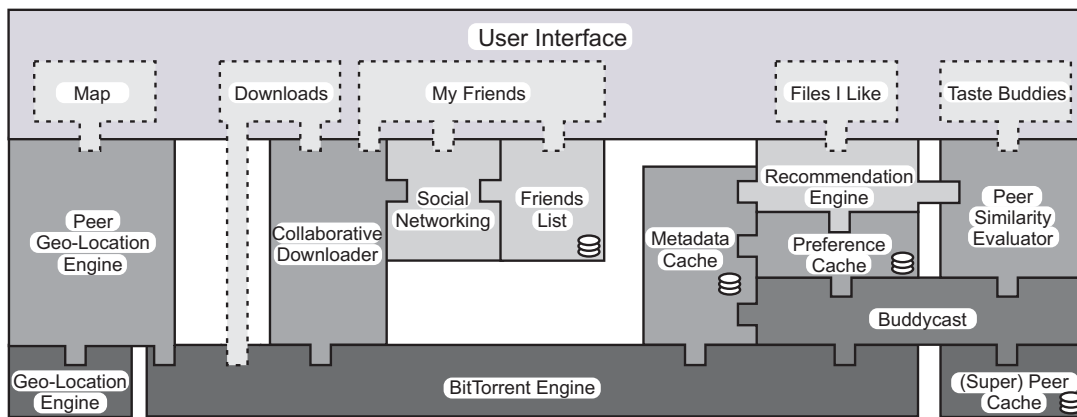 User Interface
Map
Downloads
My Friends
Files I Like
Taste Buddies
Peer
Geo-Location
Engine
Collaborative
Downloader
Social
Networking
Friends
List
Metadata
Cache
Recommendation
Engine
Preference
Cache
Peer
Similarity
Evaluator
Buddycast
Geo-Location
Engine
BitTorrent Engine
(Super) Peer
Cache